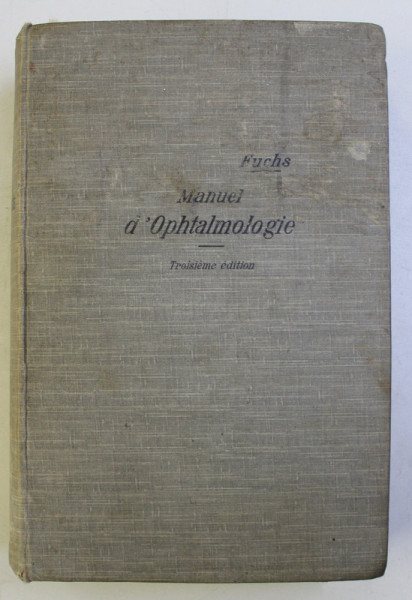 Fuchs
Manuel
d'Ophtalmologie
Troisième édition